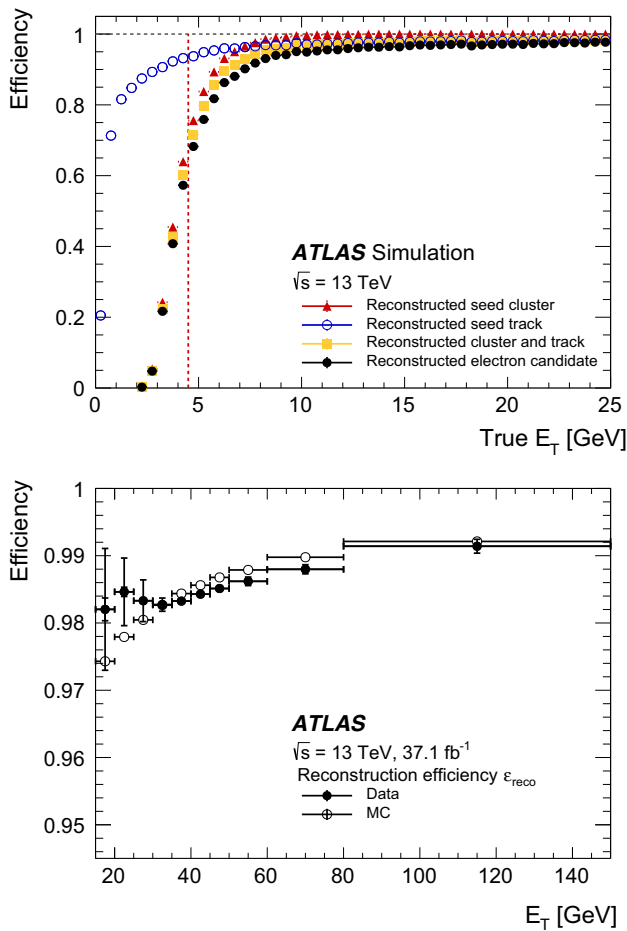 Efficiency
1
0.8
0.6
0.4
0.2
0
ATLAS Simulation
√s = 13 TeV
Reconstructed seed cluster
Reconstructed seed track
Reconstructed cluster and track
Reconstructed electron candidate
0 5 10 15 20 25
True E_T [GeV]
Efficiency
1
0.99
0.98
0.97
0.96
0.95
ATLAS
√s = 13 TeV, 37.1 fb⁻¹
Reconstruction efficiency ε_reco
Data
MC
20 40 60 80 100 120 140
E_T [GeV]